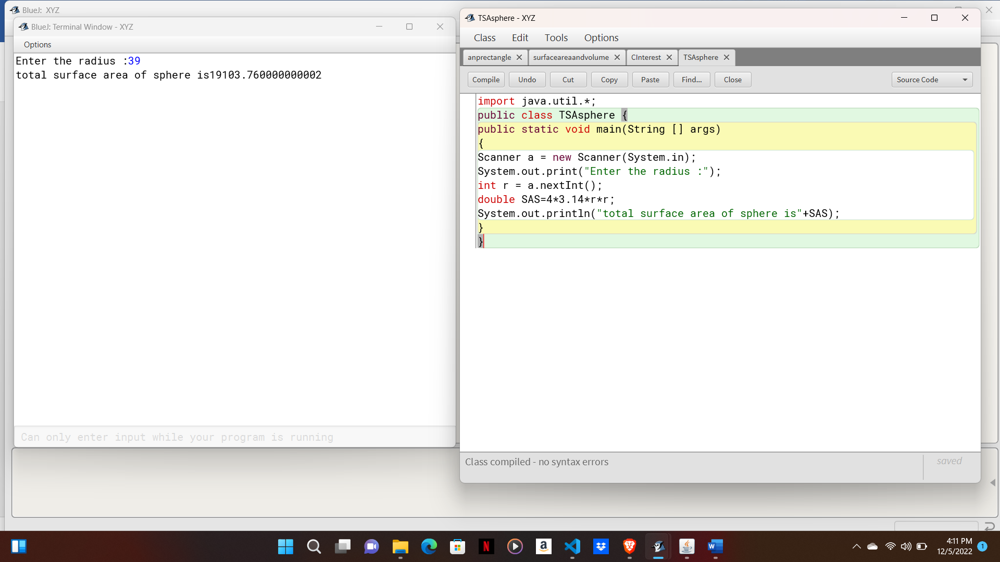 BlueJ: XYZ
BlueJ: Terminal Window - XYZ
Options
Enter the radius :39
total surface area of sphere is19103.760000000002
Can only enter input while your program is running
TSAsphere - XYZ
Class Edit Tools Options
anprectangle surfaceareaandvolume CInterest TSAsphere
Compile Undo Cut Copy Paste Find... Close Source Code
import java.util.*;
public class TSAsphere {
public static void main(String [] args)
{
Scanner a = new Scanner(System.in);
System.out.print("Enter the radius :");
int r = a.nextInt();
double SAS=4*3.14*r*r;
System.out.println("total surface area of sphere is"+SAS);
}
}
Class compiled - no syntax errors
saved
4:11 PM
12/5/2022
1